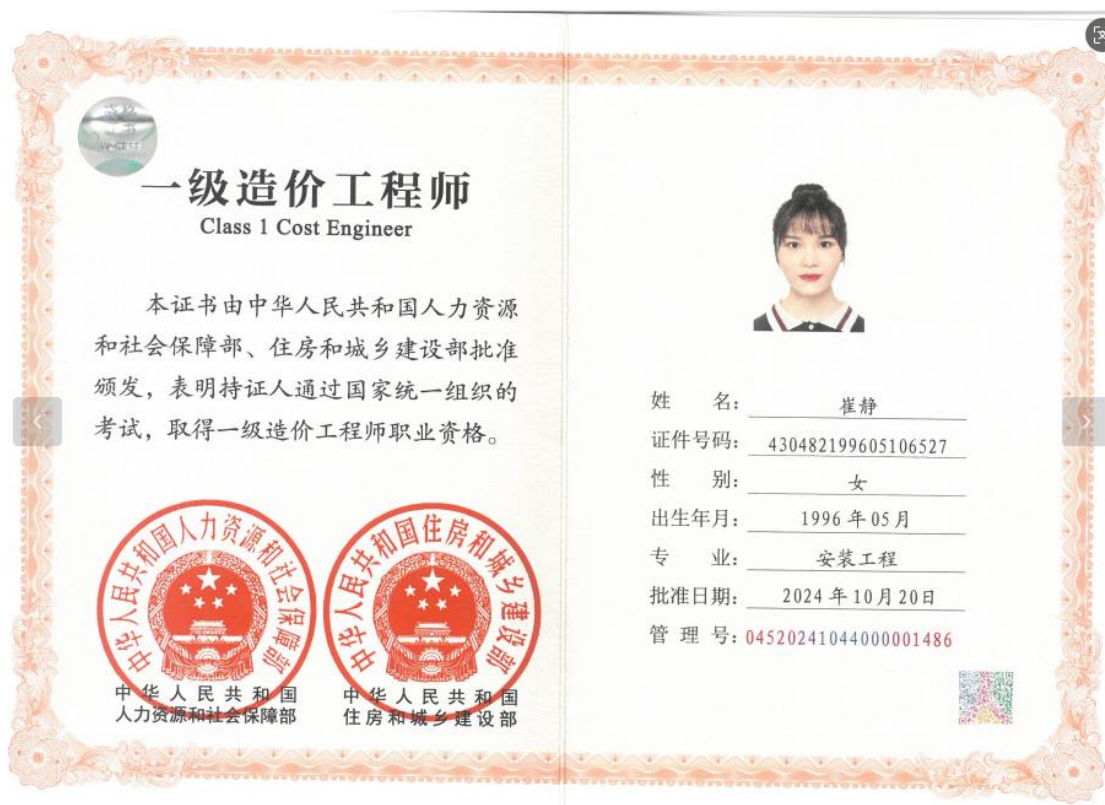 一级造价工程师
Class 1 Cost Engineer
本证书由中华人民共和国人力资源
和社会保障部、住房和城乡建设部批准
颁发，表明持证人通过国家统一组织的
考试，取得一级造价工程师职业资格。
中华人民共和国人力资源和社会保障部
中华人民共和国
人力资源和社会保障部
中华人民共和国住房和城乡建设部
中华人民共和国
住房和城乡建设部
姓 名： 崔静
证件号码： 430482199605106527
性 别： 女
出生年月： 1996年05月
专 业： 安装工程
批准日期： 2024年10月20日
管 理 号：04520241044000001486